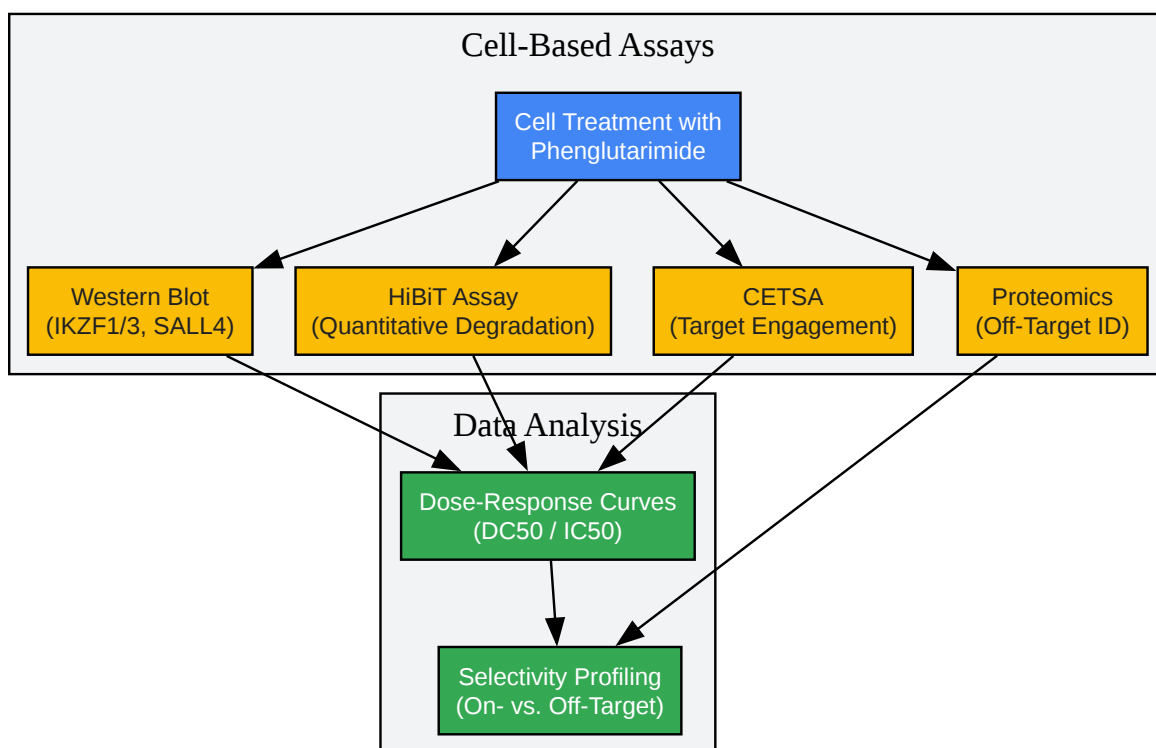 Cell-Based Assays
Cell Treatment with
Phenglutarimide
Western Blot
(IKZF1/3, SALL4)
HiBiT Assay
(Quantitative Degradation)
CETSA
(Target Engagement)
Proteomics
(Off-Target ID)
Data Analysis
Dose-Response Curves
(DC50 / IC50)
Selectivity Profiling
(On- vs. Off-Target)